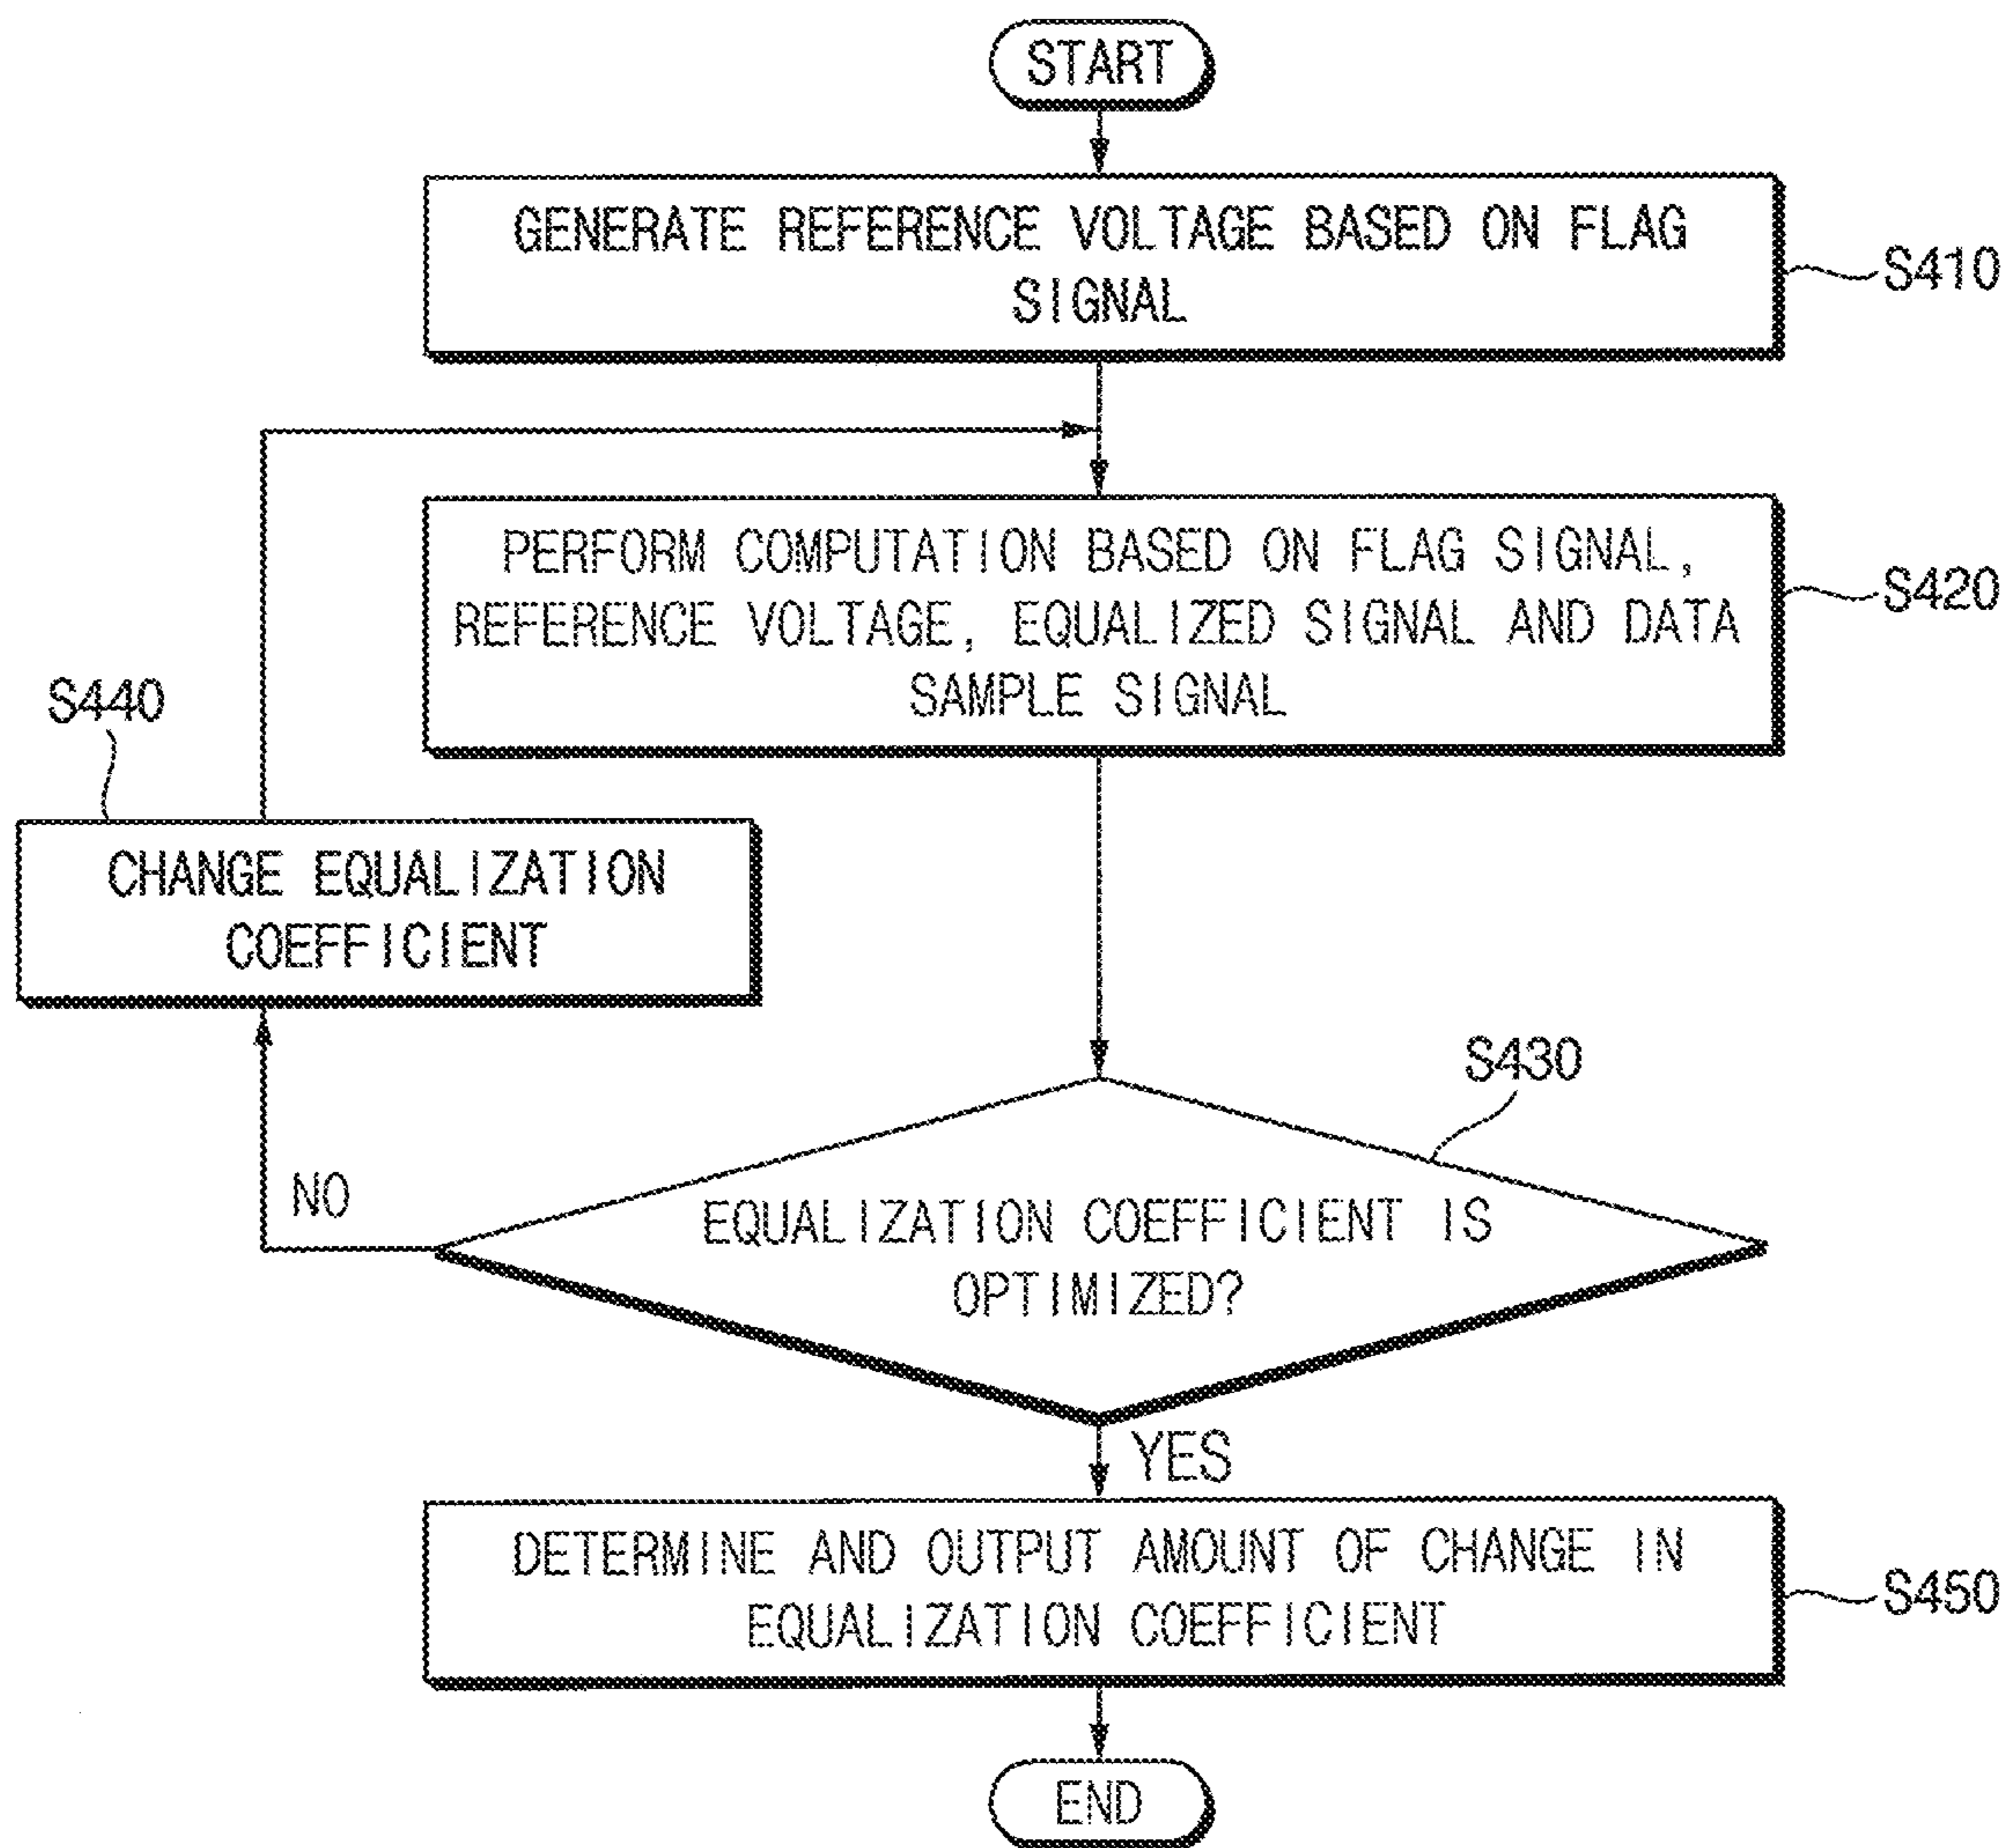 START
GENERATE REFERENCE VOLTAGE BASED ON FLAG
SIGNAL
S410
PERFORM COMPUTATION BASED ON FLAG SIGNAL,
REFERENCE VOLTAGE, EQUALIZED SIGNAL AND DATA
SAMPLE SIGNAL
S420
S440
CHANGE EQUALIZATION
COEFFICIENT
S430
NO
EQUALIZATION COEFFICIENT IS
OPTIMIZED?
YES
DETERMINE AND OUTPUT AMOUNT OF CHANGE IN
EQUALIZATION COEFFICIENT
S450
END